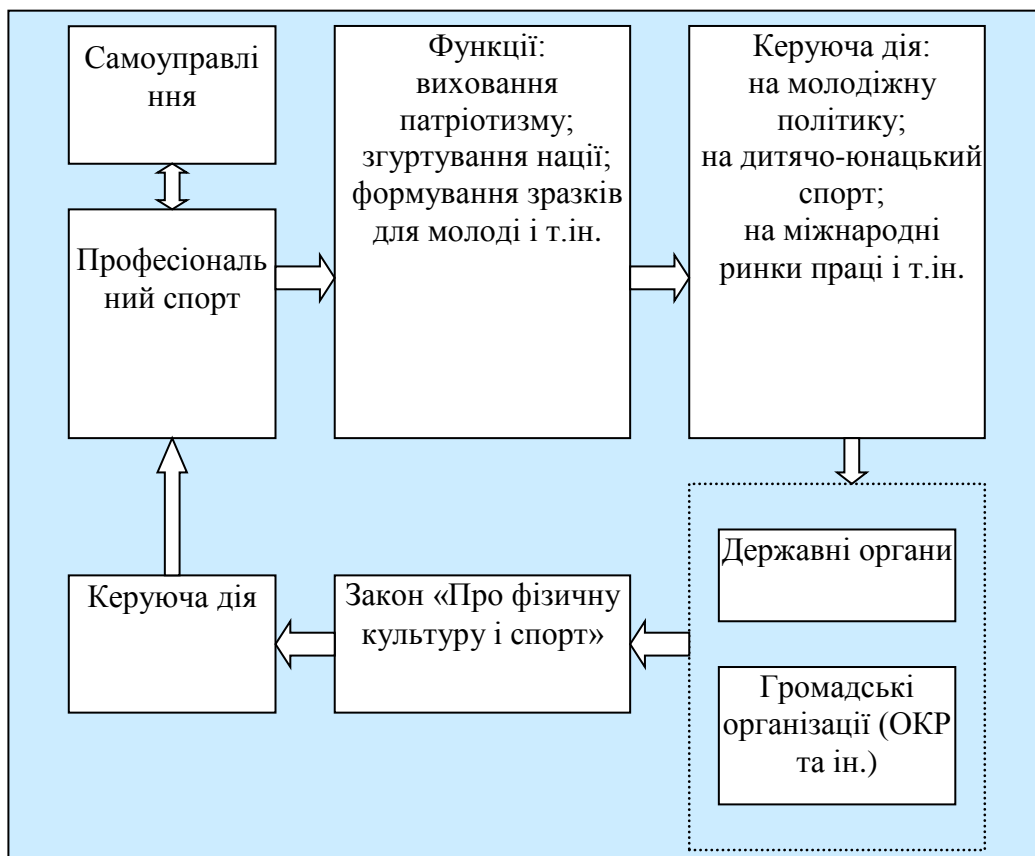 Самоуправлі
ння
Функції:
виховання
патріотизму;
згуртування нації;
формування зразків
для молоді і т.ін.
Керуюча дія:
на молодіжну
політику;
на дитячо-юнацький
спорт;
на міжнародні
ринки праці і т.ін.
Професіональ
ний спорт
Державні органи
Керуюча дія
Закон «Про фізичну
культуру і спорт»
Громадські
організації (ОКР
та ін.)